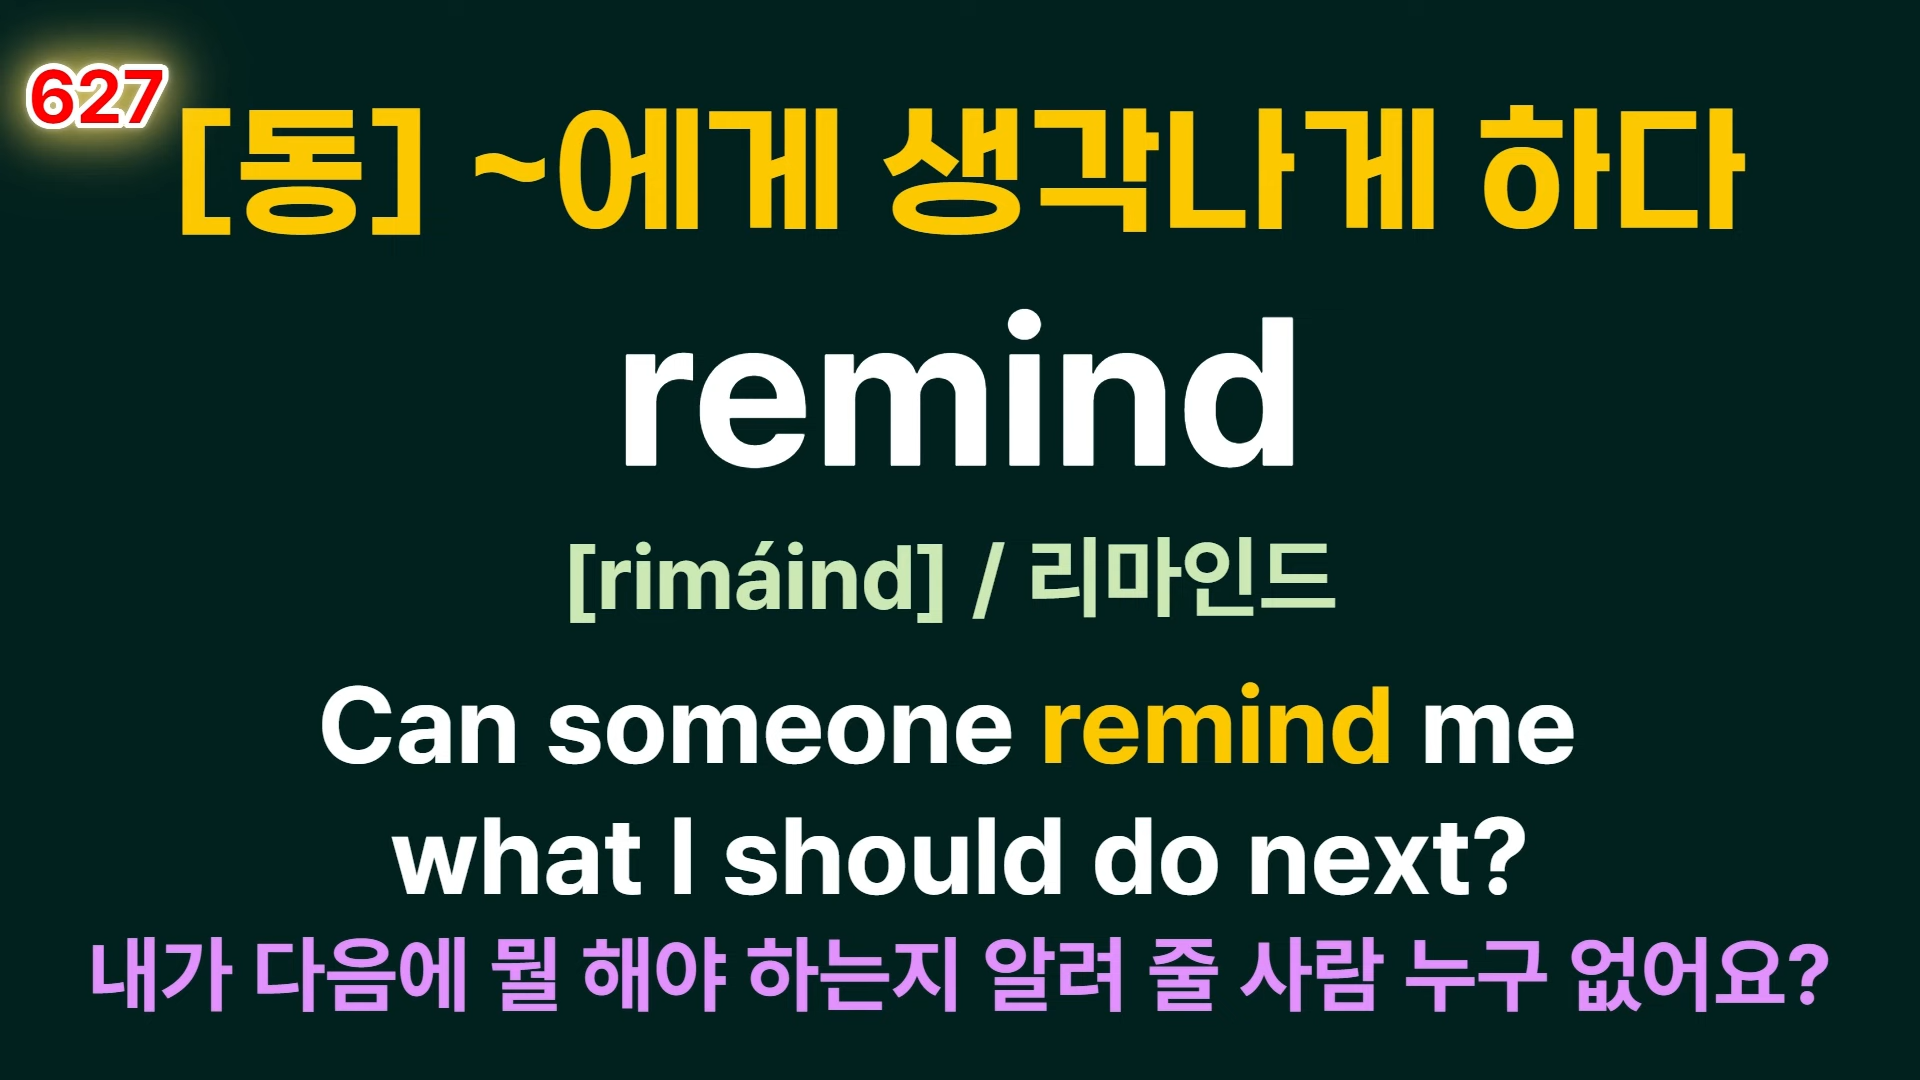 627
[동] ~에게 생각나게 하다
remind
[rimáind] / 리마인드
Can someone remind me
what I should do next?
내가 다음에 뭘 해야 하는지 알려 줄 사람 누구 없어요?